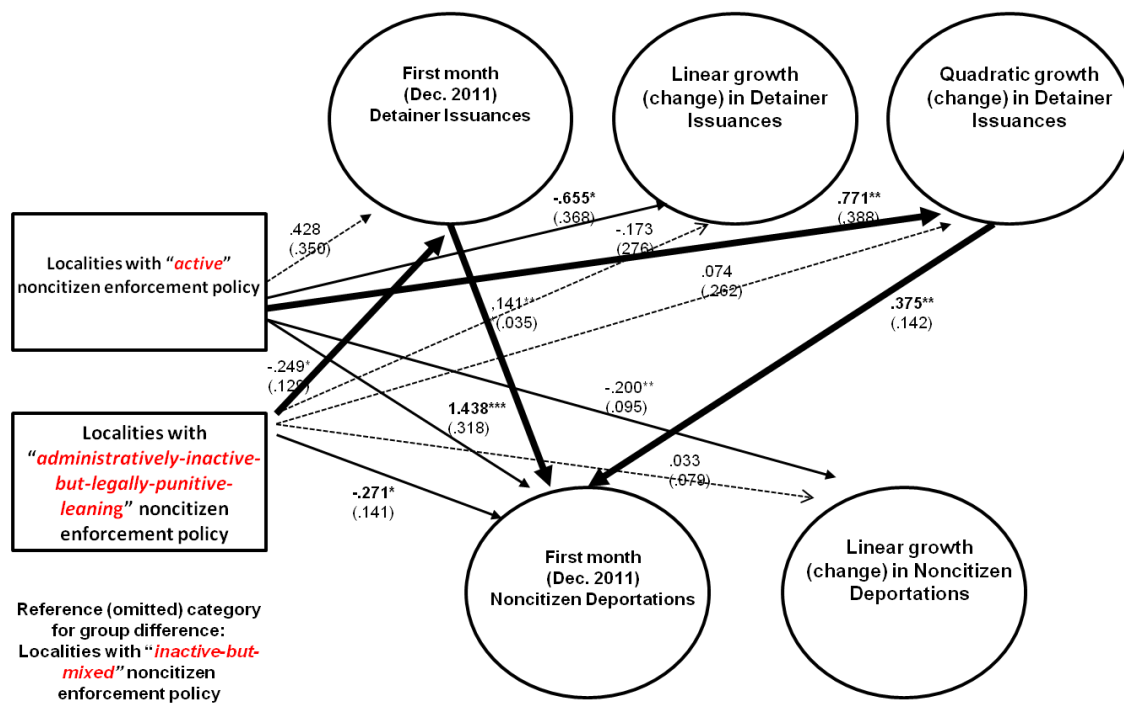 First month
(Dec. 2011)
Detainer Issuances
Linear growth
(change) in Detainer
Issuances
Quadratic growth
(change) in Detainer
Issuances
Localities with “active”
noncitizen enforcement policy
.428
(.350)
-.655*
(.368)
-.173
(276)
.771**
(.388)
.074
(.262)
.141**
(.035)
.375**
(.142)
-.249*
(.129)
1.438***
(.318)
-.200**
(.095)
.033
(.079)
-.271*
(.141)
Localities with
“administratively-inactive-
but-legally-punitive-
leaning” noncitizen
enforcement policy
First month
(Dec. 2011)
Noncitizen Deportations
Linear growth
(change) in Noncitizen
Deportations
Reference (omitted) category
for group difference:
Localities with “inactive-but-
mixed” noncitizen
enforcement policy